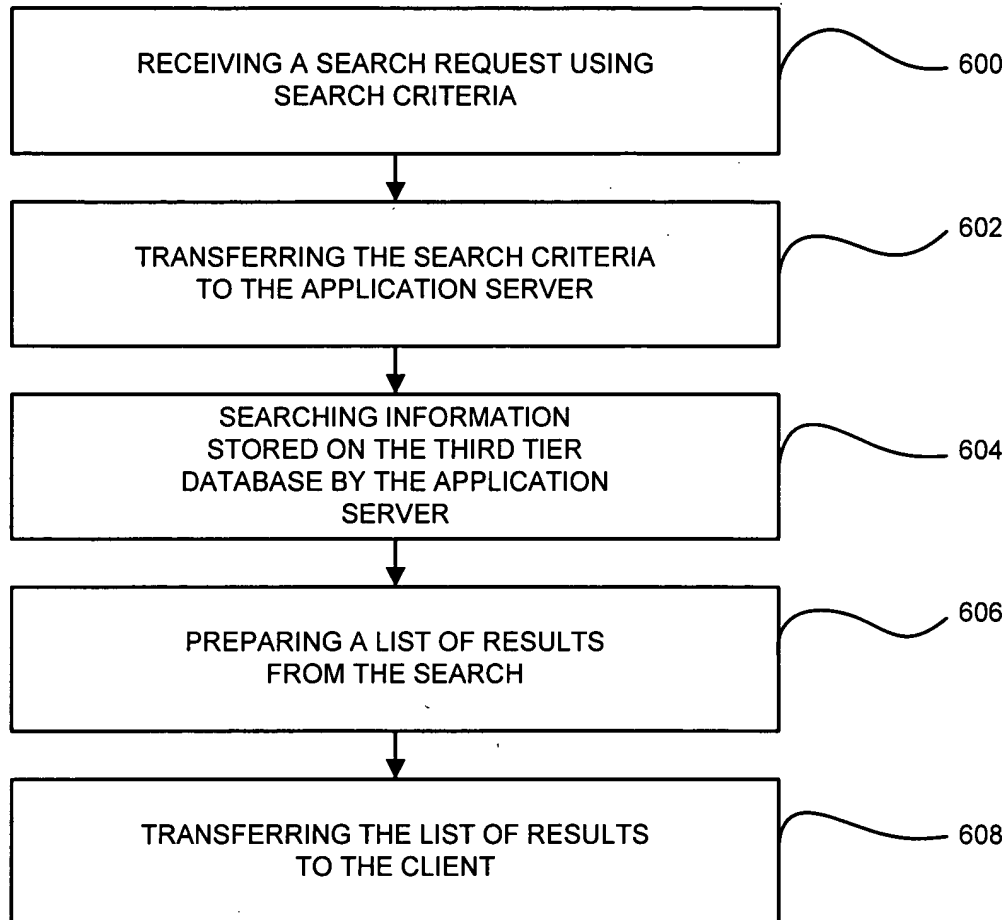 RECEIVING A SEARCH REQUEST USING
SEARCH CRITERIA
600
TRANSFERRING THE SEARCH CRITERIA
TO THE APPLICATION SERVER
602
SEARCHING INFORMATION
STORED ON THE THIRD TIER
DATABASE BY THE APPLICATION
SERVER
604
PREPARING A LIST OF RESULTS
FROM THE SEARCH
606
TRANSFERRING THE LIST OF RESULTS
TO THE CLIENT
608